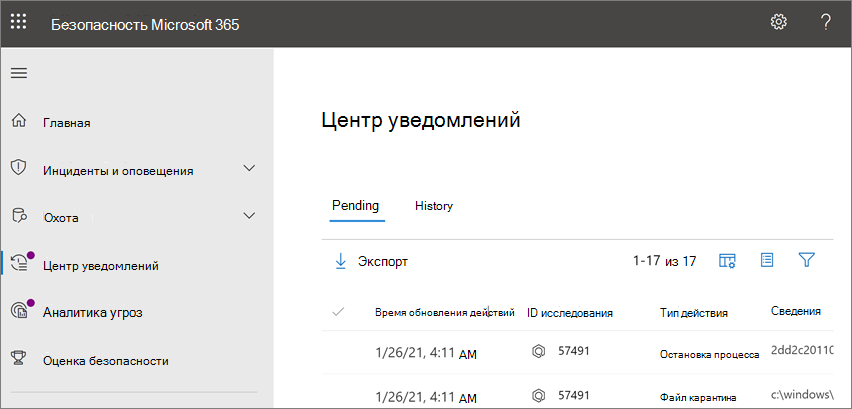 Безопасность Microsoft 365
Главная
Инциденты и оповещения
Охота
Центр уведомлений
Аналитика угроз
Оценка безопасности
Центр уведомлений
Pending History
Экспорт 1-17 из 17
Время обновления действий ID исследования Тип действия Сведения
1/26/21, 4:11 AM 57491 Остановка процесса 2dd2c20110
1/26/21, 4:11 AM 57491 Файл карантина c:\windows\